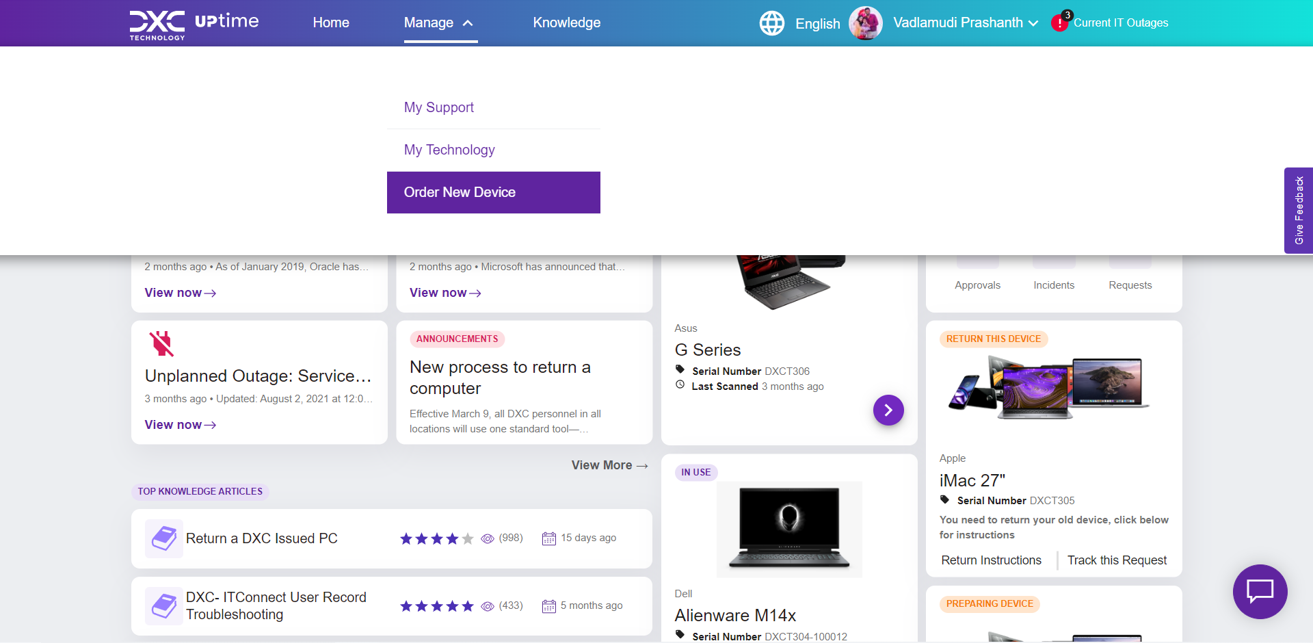 DXC TECHNOLOGY UPtime
Home
Manage
Knowledge
English
Vadlamudi Prashanth
3
Current IT Outages
My Support
My Technology
Order New Device
Give Feedback
2 months ago • As of January 2019, Oracle has...
View now→
2 months ago • Microsoft has announced that...
View now→
Unplanned Outage: Service...
3 months ago • Updated: August 2, 2021 at 12:0...
View now→
ANNOUNCEMENTS
New process to return a
computer
Effective March 9, all DXC personnel in all
locations will use one standard tool—...
View More →
TOP KNOWLEDGE ARTICLES
Return a DXC Issued PC
(998)
15 days ago
DXC- ITConnect User Record
Troubleshooting
(433)
5 months ago
Asus
G Series
Serial Number DXCT306
Last Scanned 3 months ago
IN USE
Dell
Alienware M14x
Serial Number DXCT304-100012
Approvals
Incidents
Requests
RETURN THIS DEVICE
Apple
iMac 27"
Serial Number DXCT305
You need to return your old device, click below
for instructions
Return Instructions
Track this Request
PREPARING DEVICE